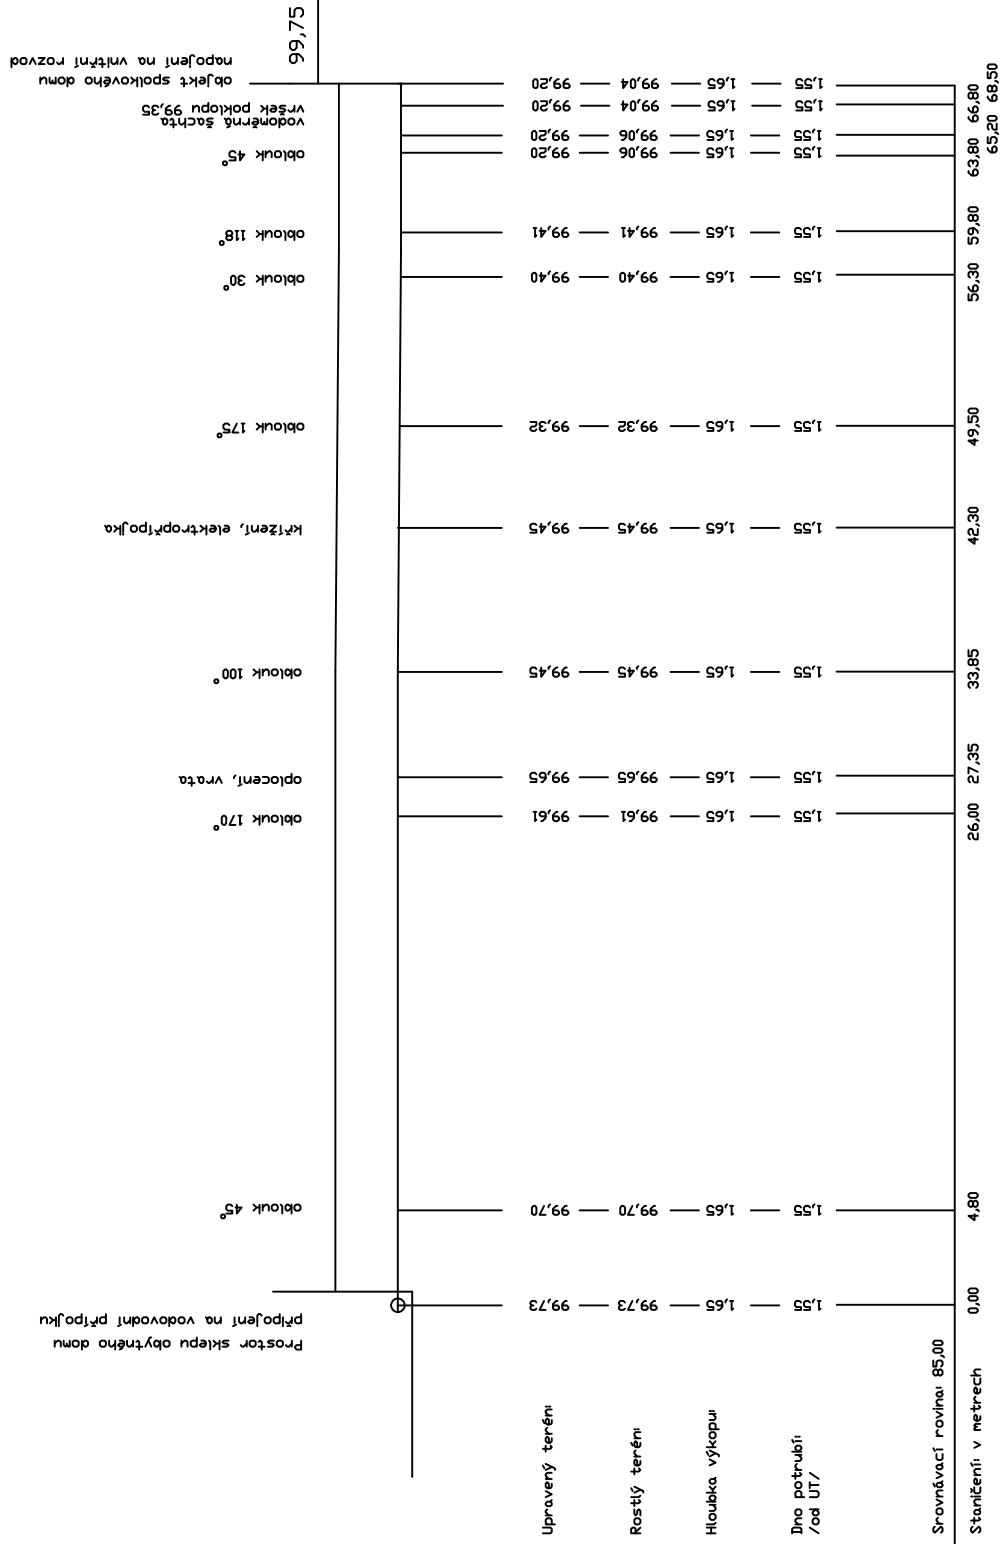 99,75
Prostor sklepu obytného domu
připojení na vodovodní přípojku
oblouk 45°
oblouk 170°
oplocení, vrata
oblouk 100°
křížení, elektropřípojka
oblouk 175°
oblouk 30°
oblouk 118°
oblouk 45°
vodoměrná šachta
vršek poklopu 99,35
objekt spolkového domu
napojení na vnitřní rozvod
Upravený terén: 99,73 99,70 99,61 99,65 99,45 99,45 99,32 99,40 99,41 99,20 99,20 99,20 99,20
Rostlý terén: 99,73 99,70 99,61 99,65 99,45 99,45 99,32 99,40 99,41 99,06 99,06 99,04 99,04
Hloubka výkopu: 1,65 1,65 1,65 1,65 1,65 1,65 1,65 1,65 1,65 1,65 1,65 1,65 1,65
Dno potrubí: 1,55 1,55 1,55 1,55 1,55 1,55 1,55 1,55 1,55 1,55 1,55 1,55 1,55
/od UT/
Srovnávací rovina: 85,00
Staničení: v metrech 0,00 4,80 26,00 27,35 33,85 42,30 49,50 56,30 59,80 63,80 66,80
65,20 68,50